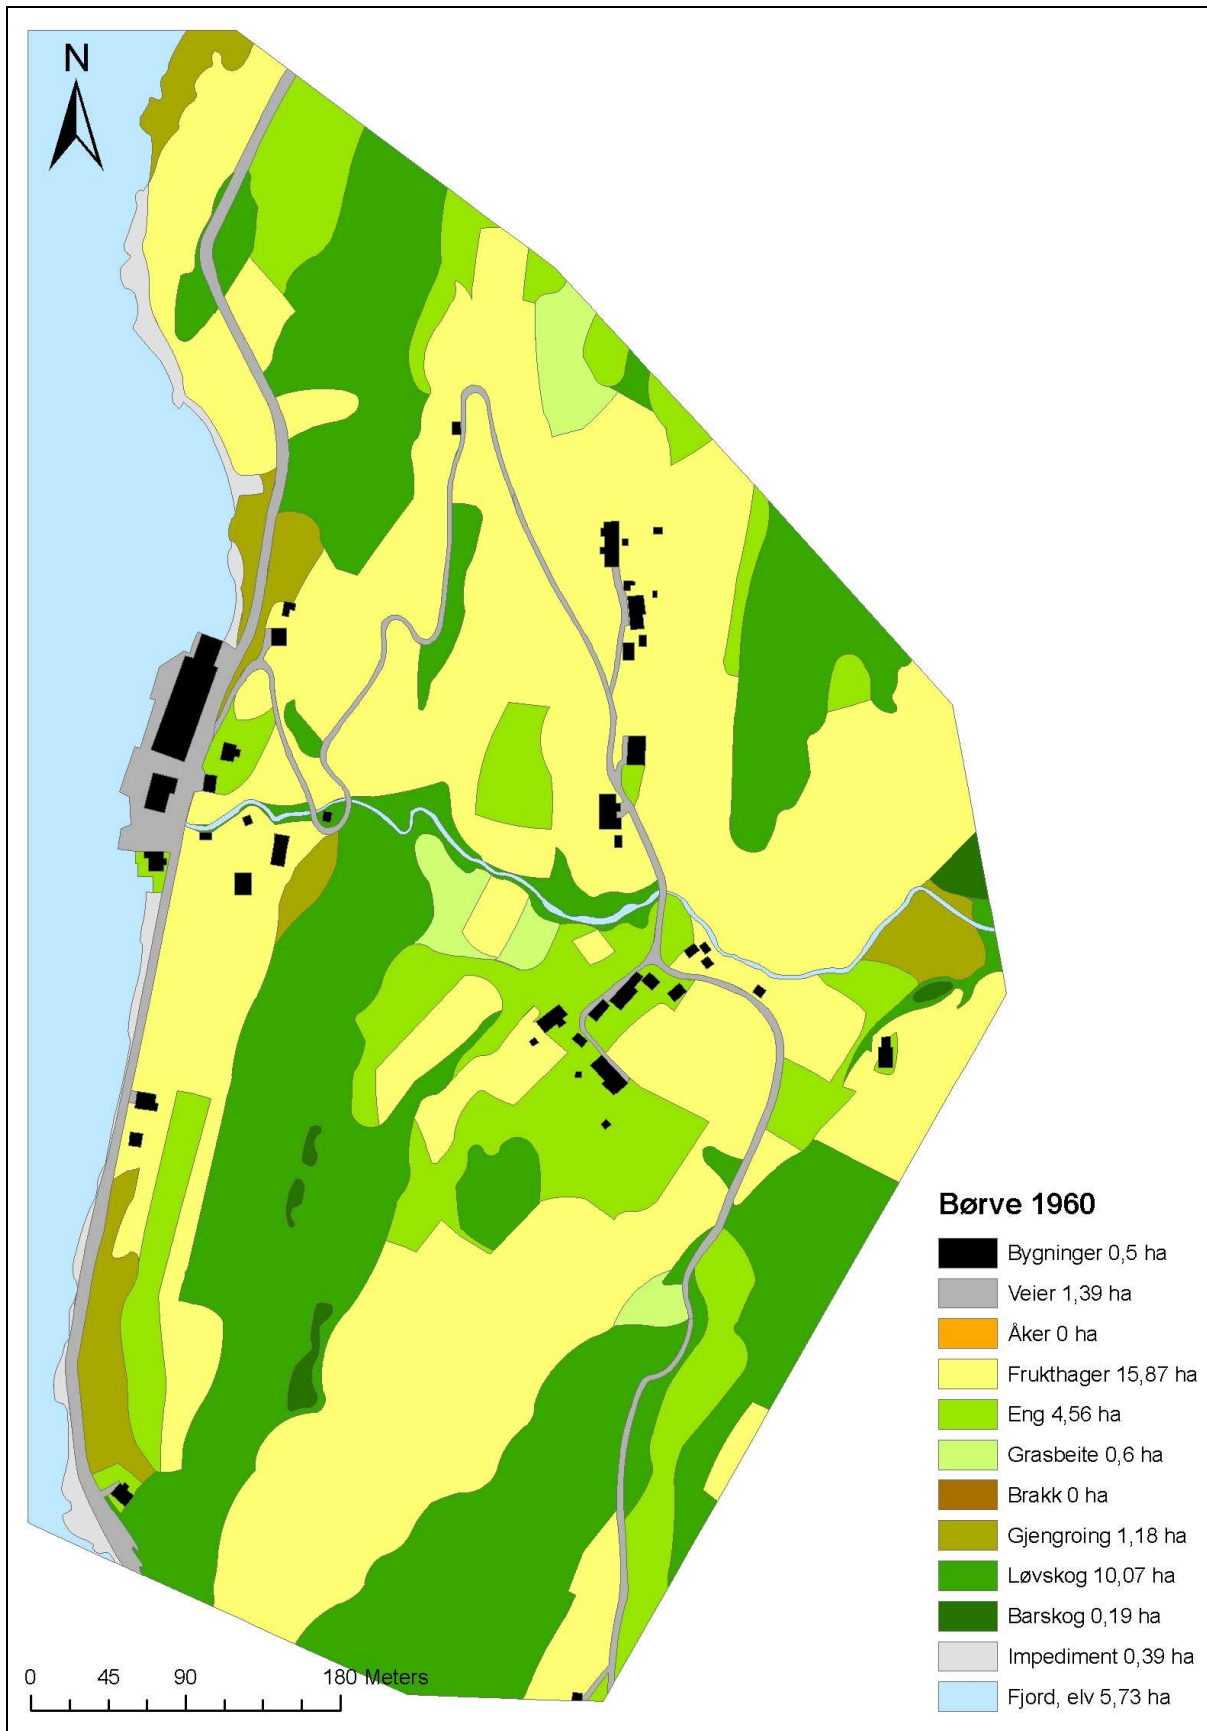 N
Børve 1960
Bygninger 0,5 ha
Veier 1,39 ha
Åker 0 ha
Frukthager 15,87 ha
Eng 4,56 ha
Grasbeite 0,6 ha
Brakk 0 ha
Gjengroing 1,18 ha
Løvskog 10,07 ha
Barskog 0,19 ha
Impediment 0,39 ha
Fjord, elv 5,73 ha
0 45 90 180 Meters